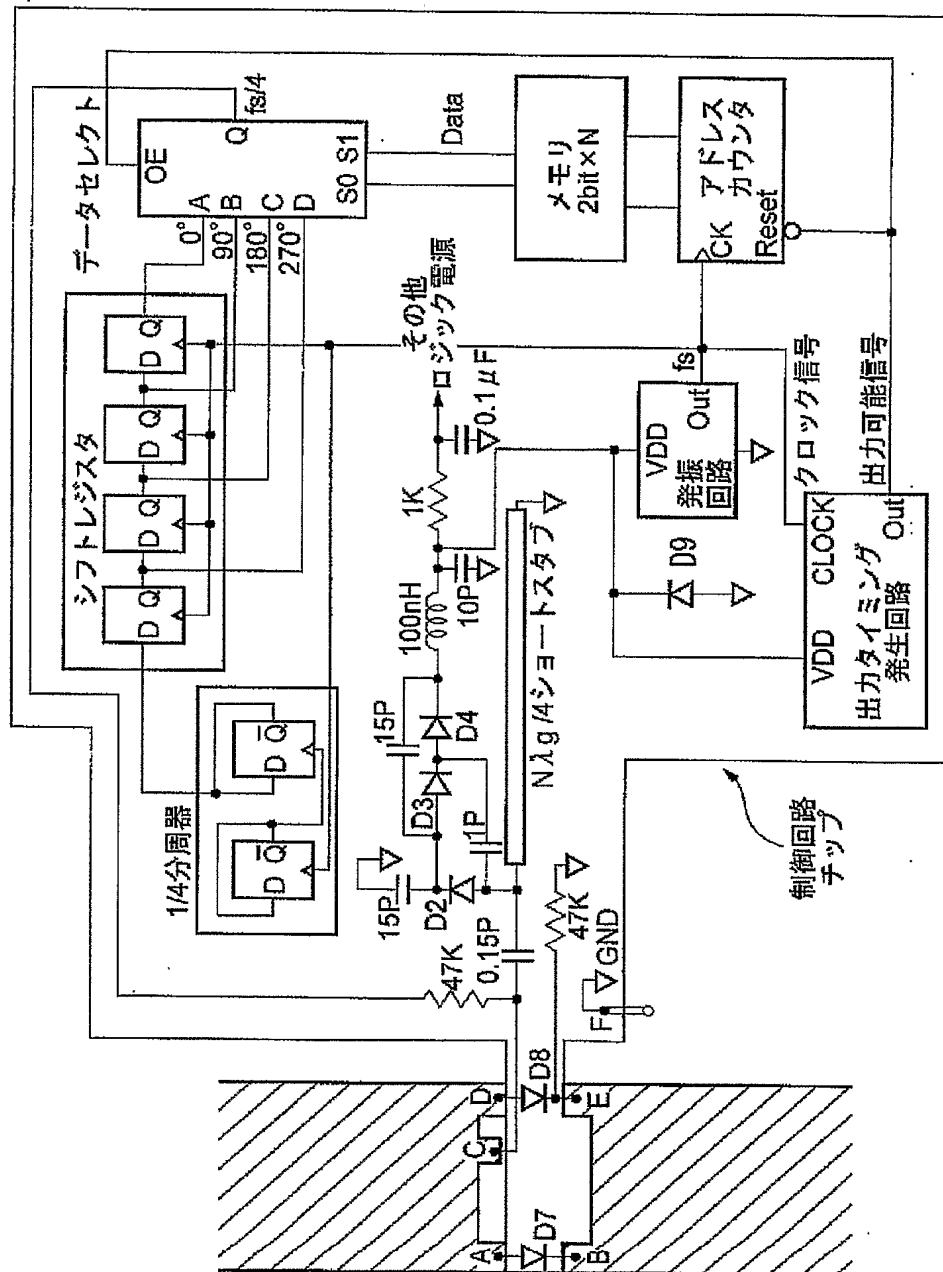 データセレクト
シフトレジスタ
D Q
D Q
D Q
D Q
0°
90°
180°
270°
OE
A
B
C
D
Q
S0 S1
fs/4
1/4分周器
D Q̅
D Q̅
Data
メモリ
2bit×N
アドレス
カウンタ
CK
Reset
その他
ロジック電源
0.1μF
1K
10P
100nH
15P
D4
D3
15P
D2
1P
0.15P
47K
Nλg/4ショートスタブ
47K
GND
F
fs
VDD
Out
発振
回路
D9
クロック信号
出力可能信号
VDD
CLOCK
Out
出力タイミング
発生回路
制御回路
チップ
A
D7
B
C
D
D8
E